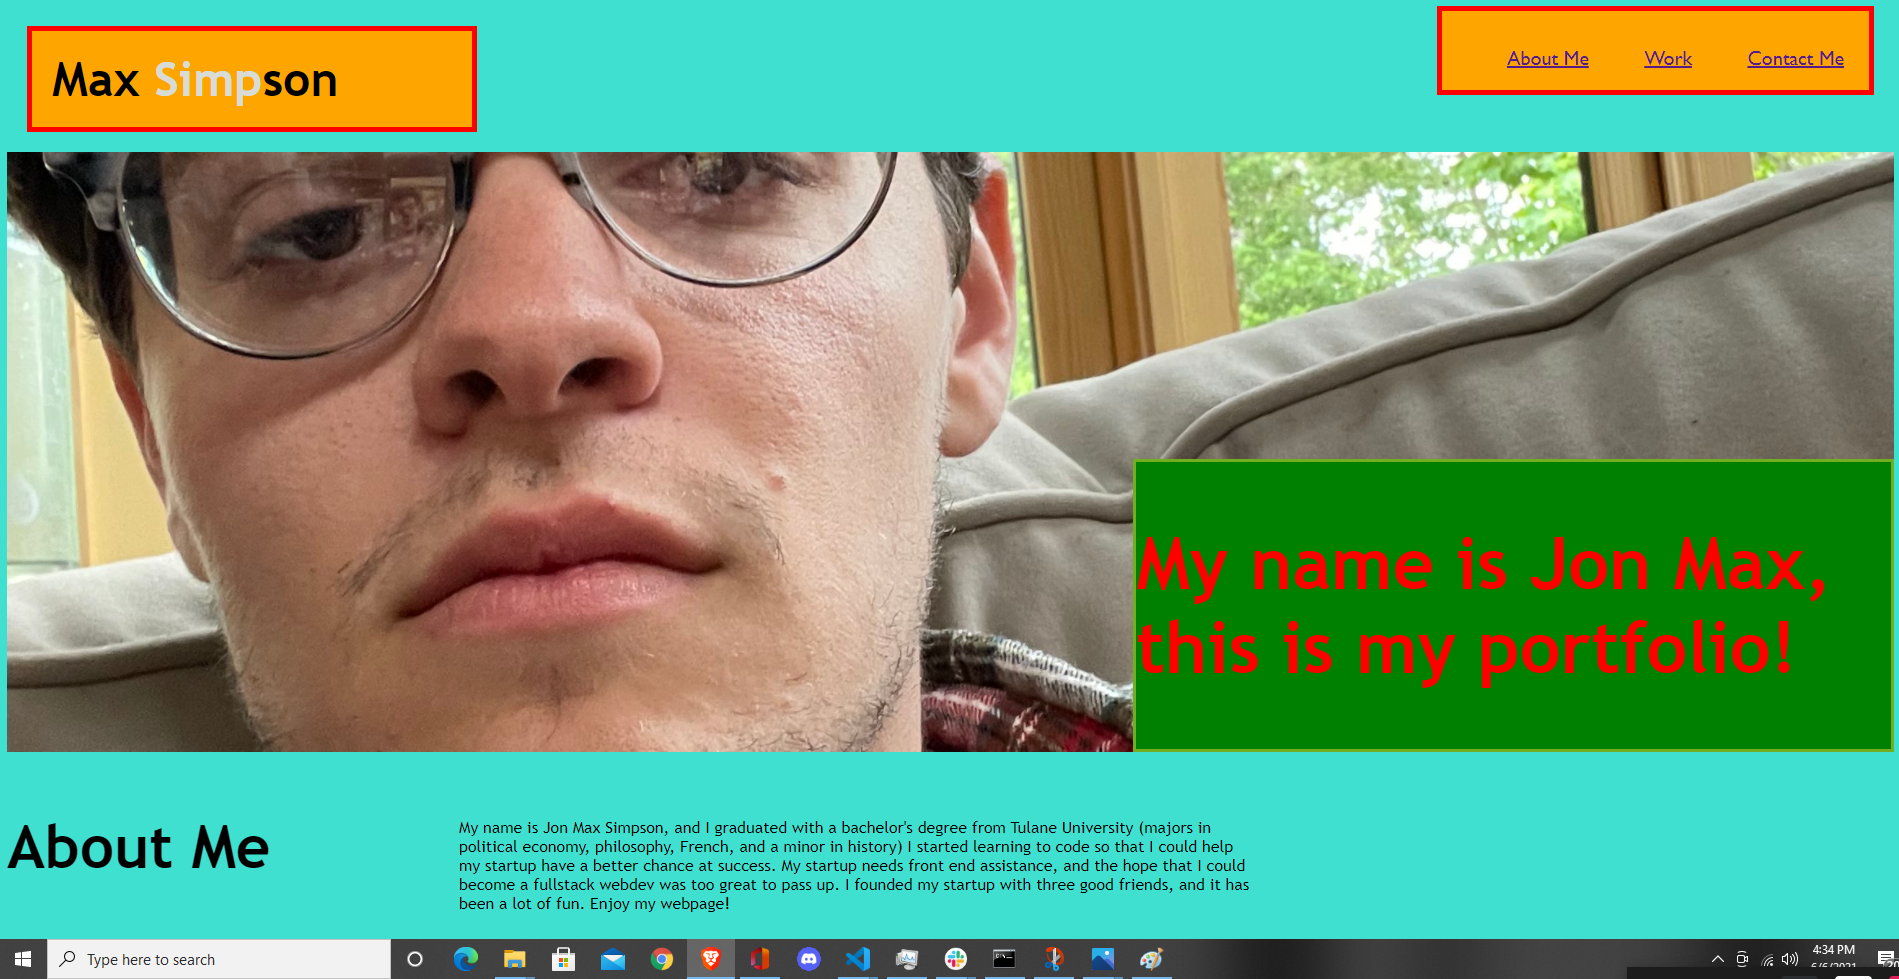 Max Simpson
About Me Work Contact Me
My name is Jon Max,
this is my portfolio!
About Me
My name is Jon Max Simpson, and I graduated with a bachelor's degree from Tulane University (majors in
political economy, philosophy, French, and a minor in history) I started learning to code so that I could help
my startup have a better chance at success. My startup needs front end assistance, and the hope that I could
become a fullstack webdev was too great to pass up. I founded my startup with three good friends, and it has
been a lot of fun. Enjoy my webpage!
Type here to search
4:34 PM